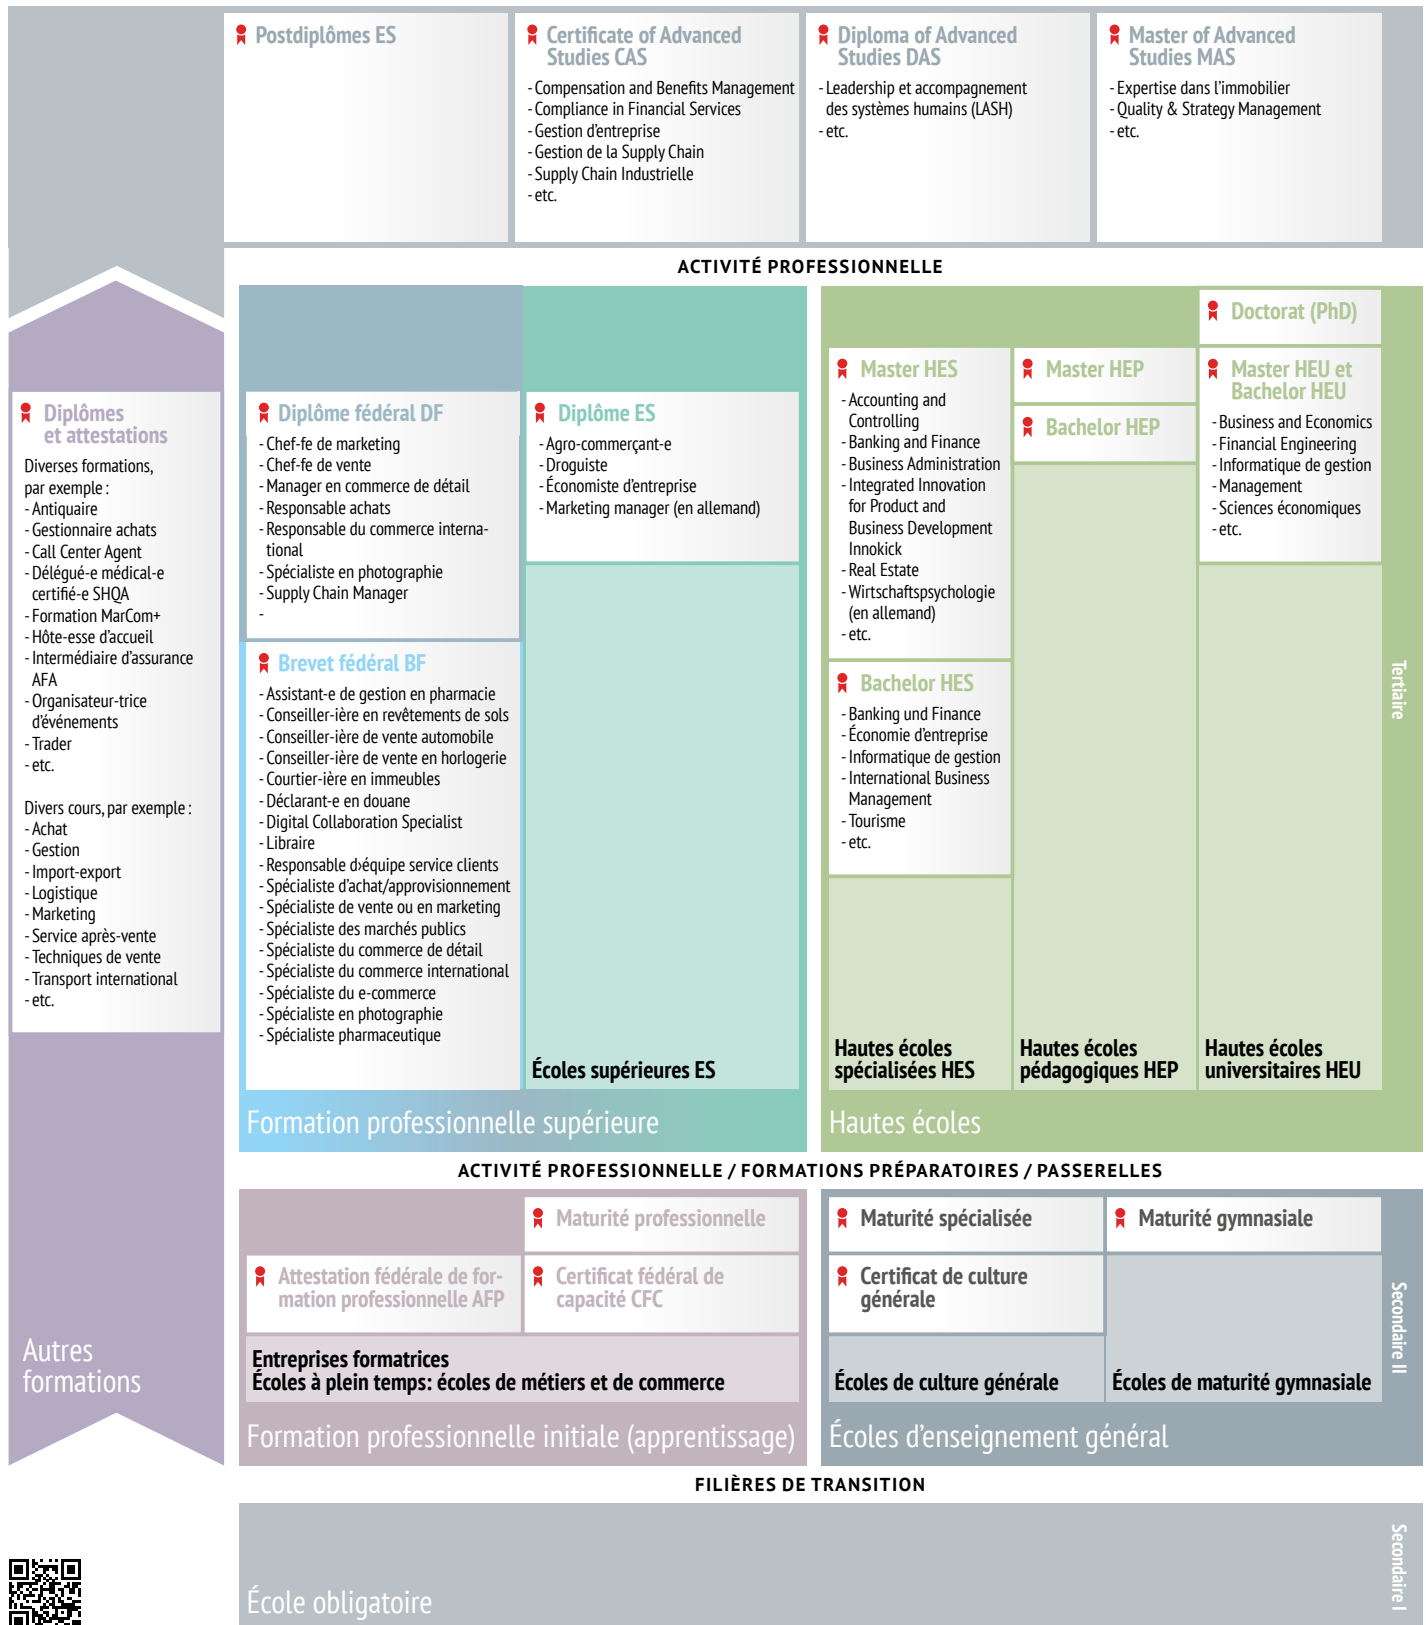 Postdiplômes ES
Certificate of Advanced
Studies CAS
- Compensation and Benefits Management
- Compliance in Financial Services
- Gestion d'entreprise
- Gestion de la Supply Chain
- Supply Chain Industrielle
- etc.
Diploma of Advanced
Studies DAS
- Leadership et accompagnement
des systèmes humains (LASH)
- etc.
Master of Advanced
Studies MAS
- Expertise dans l'immobilier
- Quality & Strategy Management
- etc.
ACTIVITÉ PROFESSIONNELLE
Diplômes
et attestations
Diverses formations,
par exemple :
- Antiquaire
- Gestionnaire achats
- Call Center Agent
- Délégué-e médical-e
certifié-e SHQA
- Formation MarCom+
- Hôte-esse d'accueil
- Intermédiaire d'assurance
AFA
- Organisateur-trice
d'événements
- Trader
- etc.
Divers cours, par exemple :
- Achat
- Gestion
- Import-export
- Logistique
- Marketing
- Service après-vente
- Techniques de vente
- Transport international
- etc.
Autres
formations
Diplôme fédéral DF
- Chef-fe de marketing
- Chef-fe de vente
- Manager en commerce de détail
- Responsable achats
- Responsable du commerce interna-
tional
- Spécialiste en photographie
- Supply Chain Manager
-
Brevet fédéral BF
- Assistant-e de gestion en pharmacie
- Conseiller-ière en revêtements de sols
- Conseiller-ière de vente automobile
- Conseiller-ière de vente en horlogerie
- Courtier-ière en immeubles
- Déclarant-e en douane
- Digital Collaboration Specialist
- Libraire
- Responsable d›équipe service clients
- Spécialiste d'achat/approvisionnement
- Spécialiste de vente ou en marketing
- Spécialiste des marchés publics
- Spécialiste du commerce de détail
- Spécialiste du commerce international
- Spécialiste du e-commerce
- Spécialiste en photographie
- Spécialiste pharmaceutique
Diplôme ES
- Agro-commerçant-e
- Droguiste
- Économiste d'entreprise
- Marketing manager (en allemand)
Écoles supérieures ES
Formation professionnelle supérieure
Master HES
- Accounting and
Controlling
- Banking and Finance
- Business Administration
- Integrated Innovation
for Product and
Business Development
Innokick
- Real Estate
- Wirtschaftspsychologie
(en allemand)
- etc.
Bachelor HES
- Banking und Finance
- Économie d'entreprise
- Informatique de gestion
- International Business
Management
- Tourisme
- etc.
Hautes écoles
spécialisées HES
Master HEP
Bachelor HEP
Hautes écoles
pédagogiques HEP
Doctorat (PhD)
Master HEU et
Bachelor HEU
- Business and Economics
- Financial Engineering
- Informatique de gestion
- Management
- Sciences économiques
- etc.
Hautes écoles
universitaires HEU
Hautes écoles
Tertiaire
ACTIVITÉ PROFESSIONNELLE / FORMATIONS PRÉPARATOIRES / PASSERELLES
Maturité professionnelle
Attestation fédérale de for-
mation professionnelle AFP
Certificat fédéral de
capacité CFC
Entreprises formatrices
Écoles à plein temps: écoles de métiers et de commerce
Formation professionnelle initiale (apprentissage)
Maturité spécialisée
Certificat de culture
générale
Écoles de culture générale
Maturité gymnasiale
Écoles de maturité gymnasiale
Écoles d'enseignement général
Secondaire II
FILIÈRES DE TRANSITION
École obligatoire
Secondaire I